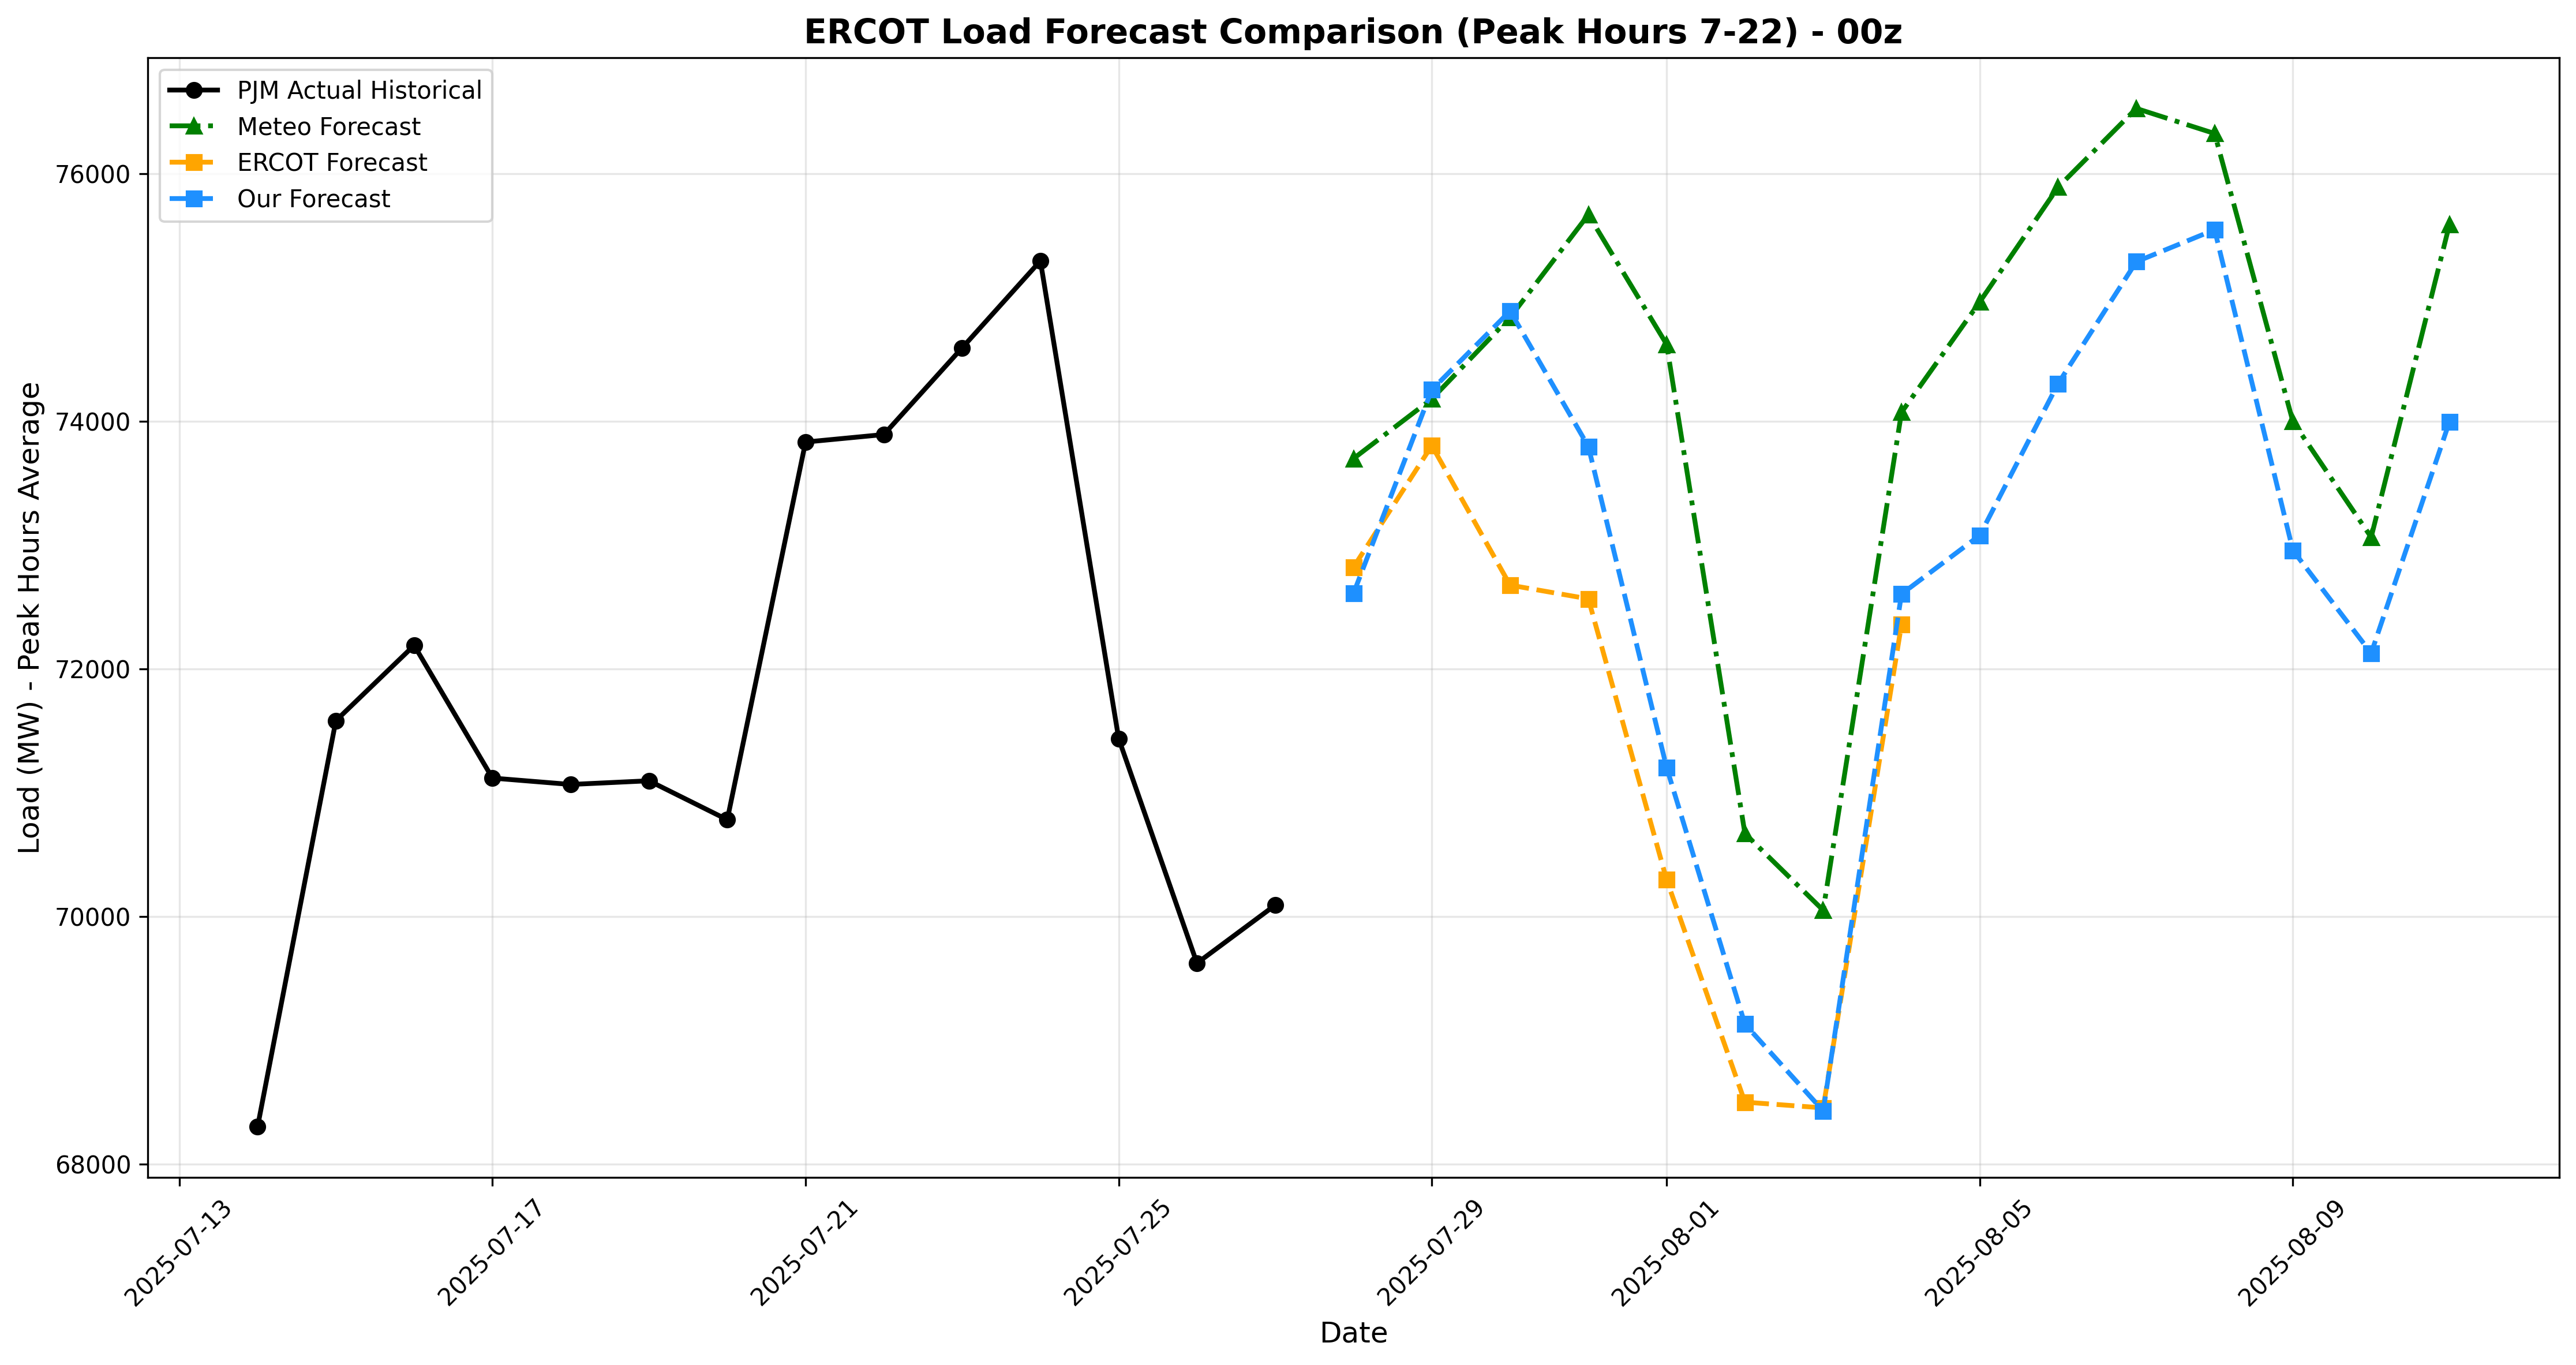 ERCOT Load Forecast Comparison (Peak Hours 7-22) - 00z
PJM Actual Historical
Meteo Forecast
ERCOT Forecast
Our Forecast
Load (MW) - Peak Hours Average
76000
74000
72000
70000
68000
2025-07-13
2025-07-17
2025-07-21
2025-07-25
2025-07-29
2025-08-01
2025-08-05
2025-08-09
Date